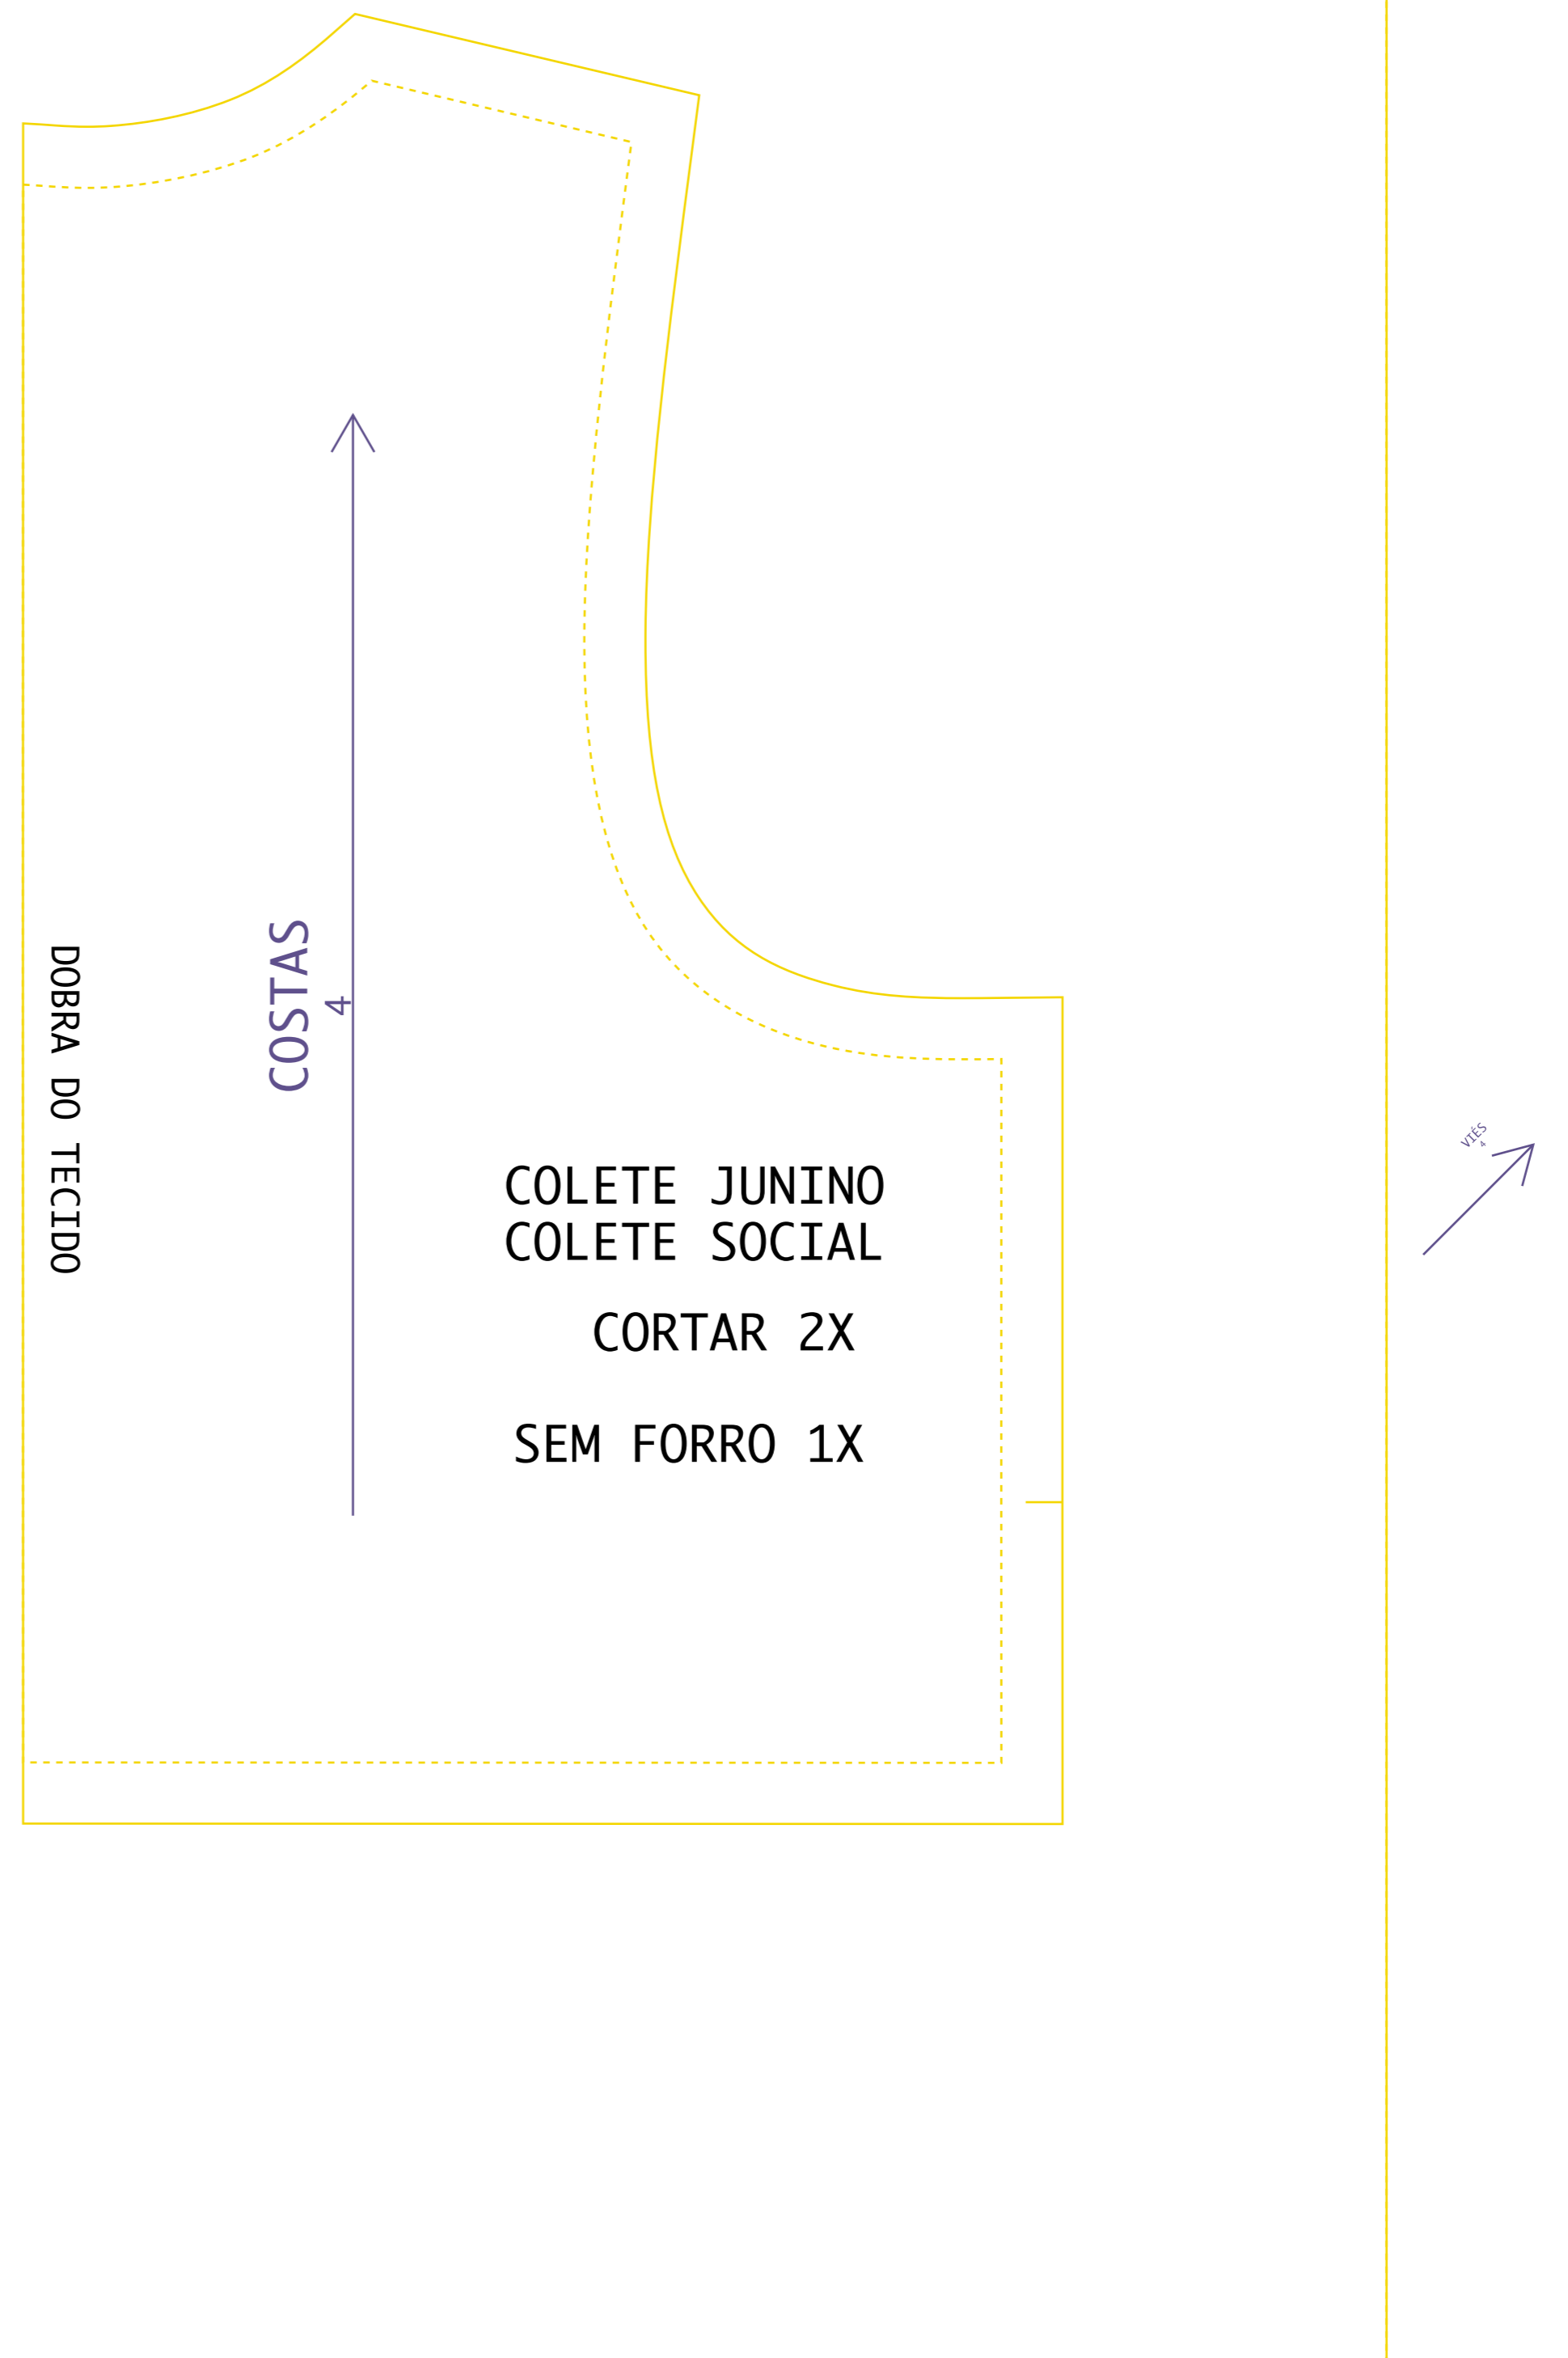 COSTAS
4
DOBRA DO TECIDO
COLETE JUNINO
COLETE SOCIAL
CORTAR 2X
SEM FORRO 1X
VIÉS
4